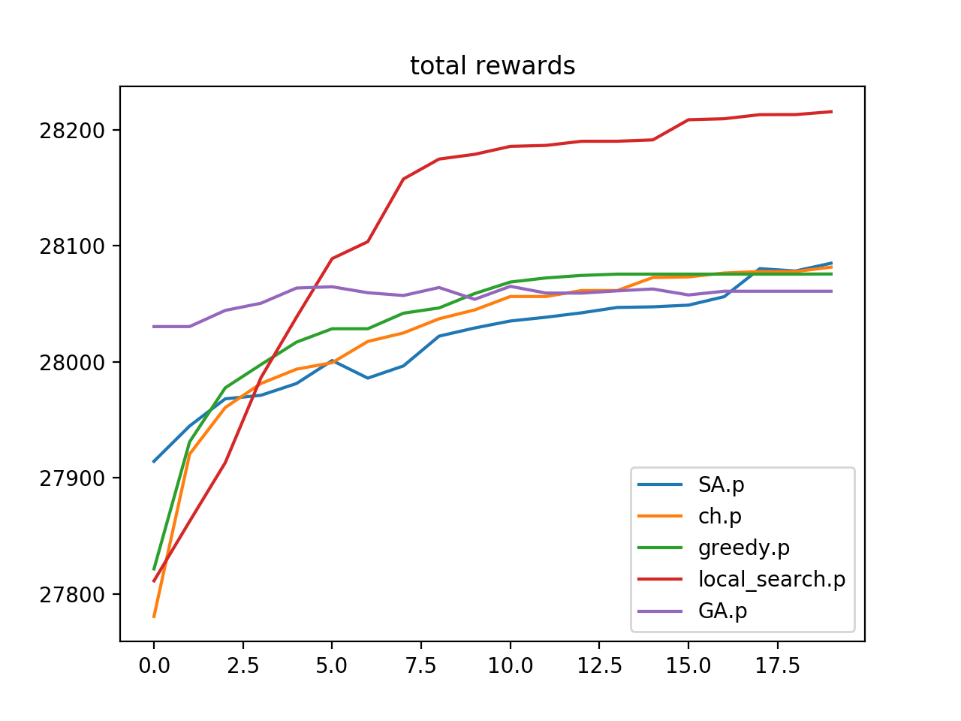 total rewards
28200
28100
28000
27900
27800
0.0 2.5 5.0 7.5 10.0 12.5 15.0 17.5
SA.p
ch.p
greedy.p
local_search.p
GA.p